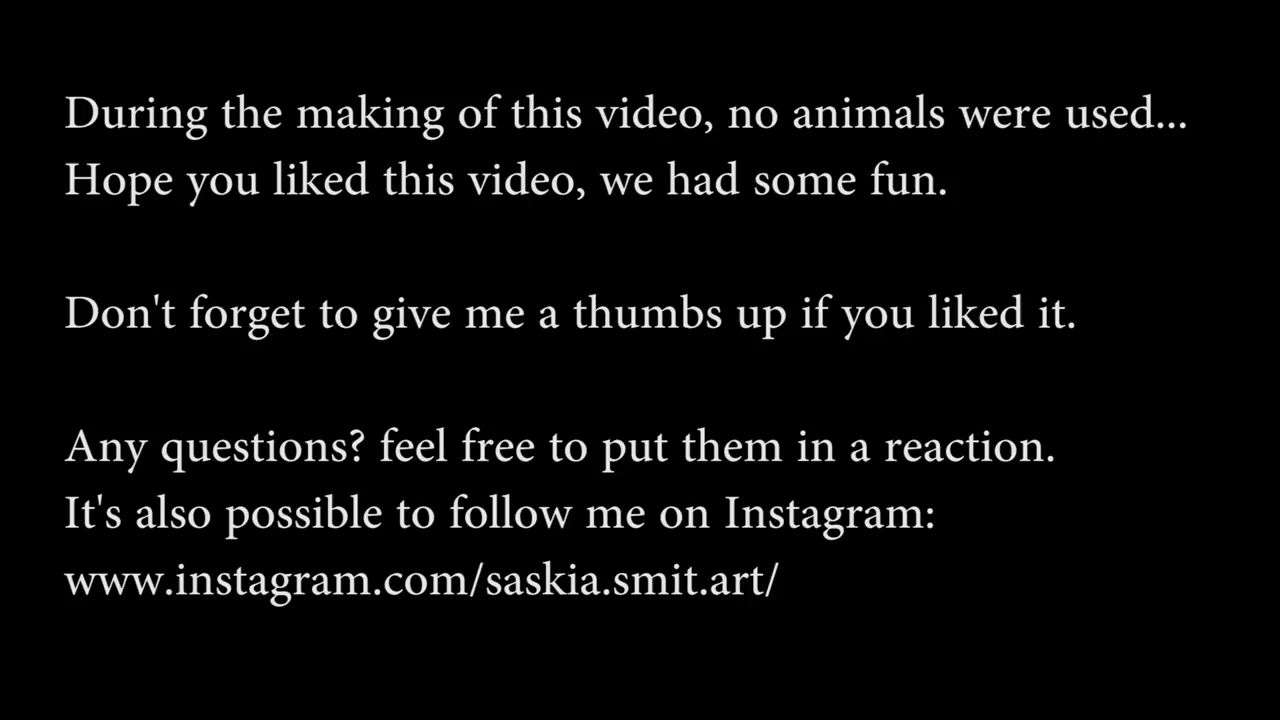 During the making of this video, no animals were used...
Hope you liked this video, we had some fun.
Don't forget to give me a thumbs up if you liked it.
Any questions? feel free to put them in a reaction.
It's also possible to follow me on Instagram:
www.instagram.com/saskia.smit.art/